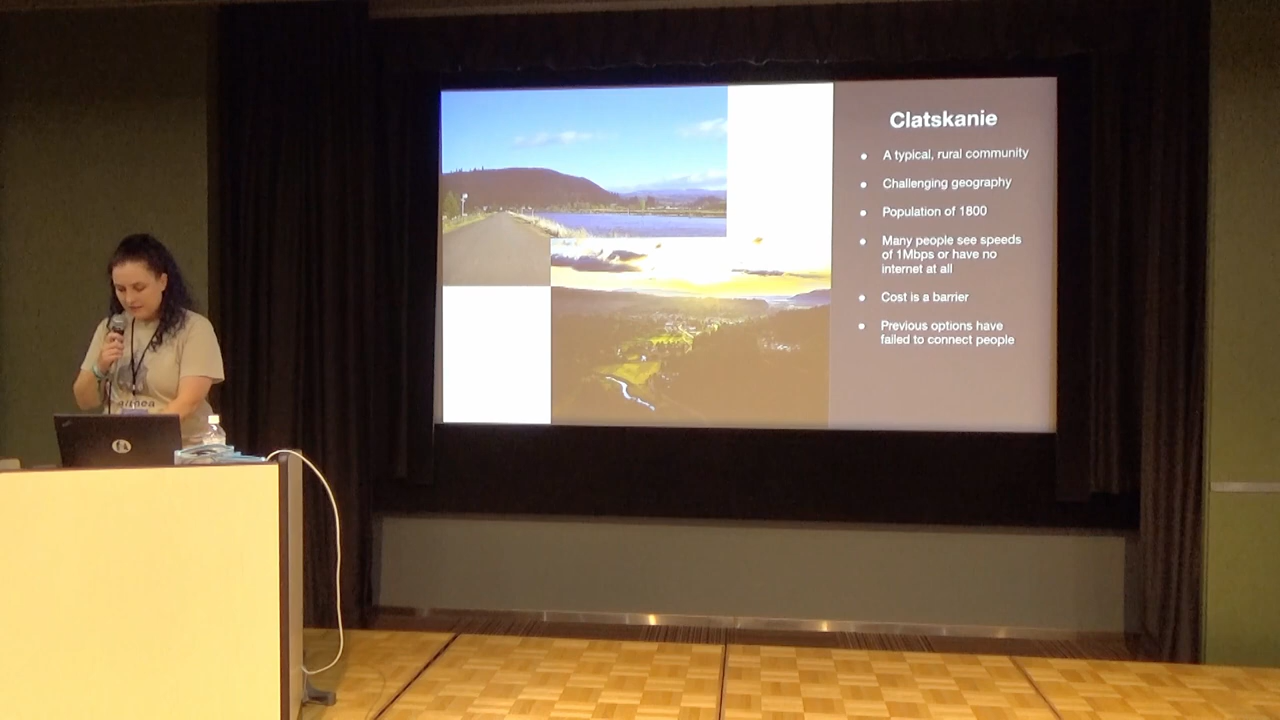 Clatskanie
A typical, rural community
Challenging geography
Population of 1800
Many people see speeds
of 1Mbps or have no
internet at all
Cost is a barrier
Previous options have
failed to connect people